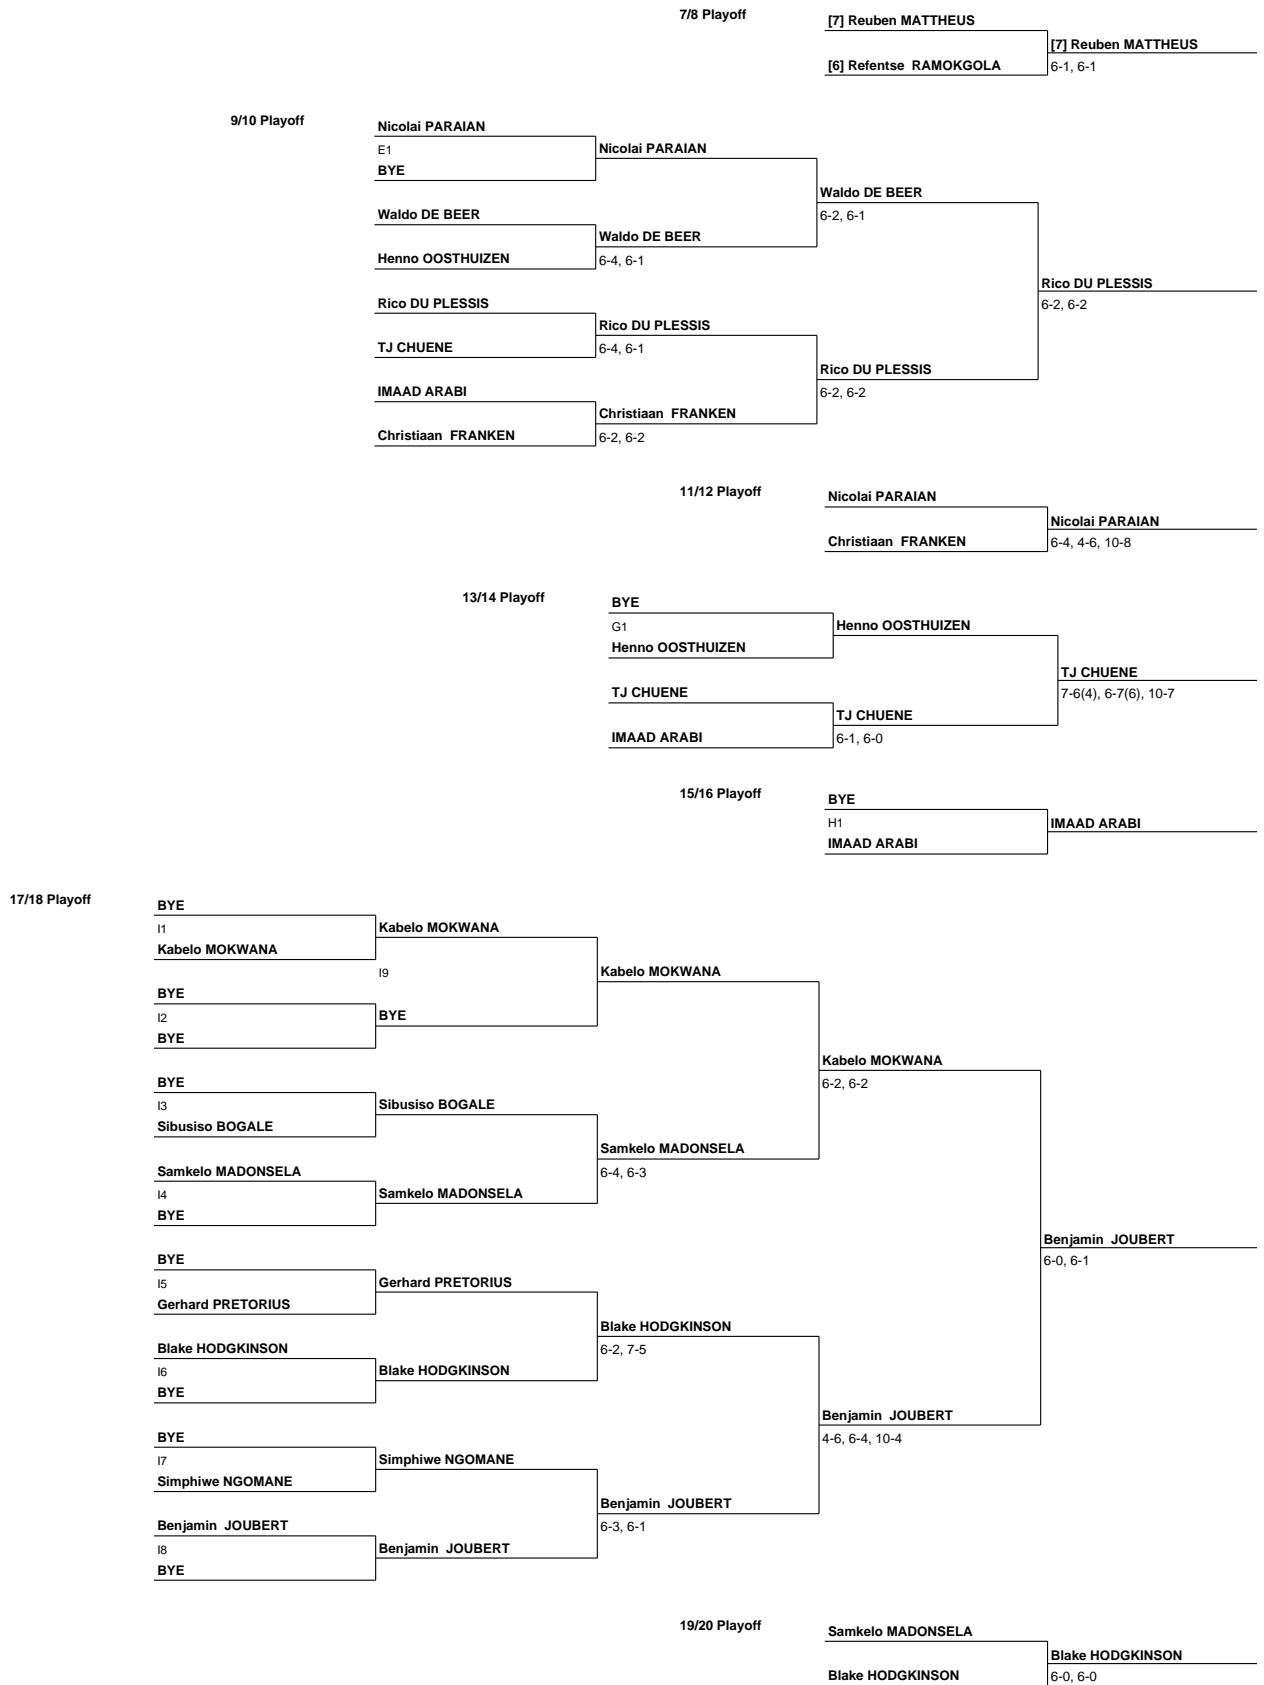 7/8 Playoff
[7] Reuben MATTHEUS
[7] Reuben MATTHEUS
[6] Refentse RAMOKGOLA
6-1, 6-1
9/10 Playoff
Nicolai PARAIAN
E1
Nicolai PARAIAN
BYE
Waldo DE BEER
6-2, 6-1
Waldo DE BEER
Waldo DE BEER
Henno OOSTHUIZEN
6-4, 6-1
Rico DU PLESSIS
6-2, 6-2
Rico DU PLESSIS
Rico DU PLESSIS
TJ CHUENE
6-4, 6-1
Rico DU PLESSIS
6-2, 6-2
IMAAD ARABI
Christiaan FRANKEN
Christiaan FRANKEN
6-2, 6-2
11/12 Playoff
Nicolai PARAIAN
Nicolai PARAIAN
Christiaan FRANKEN
6-4, 4-6, 10-8
13/14 Playoff
BYE
G1
Henno OOSTHUIZEN
Henno OOSTHUIZEN
TJ CHUENE
7-6(4), 6-7(6), 10-7
TJ CHUENE
TJ CHUENE
IMAAD ARABI
6-1, 6-0
15/16 Playoff
BYE
H1
IMAAD ARABI
IMAAD ARABI
17/18 Playoff
BYE
I1
Kabelo MOKWANA
Kabelo MOKWANA
I9
Kabelo MOKWANA
BYE
I2
BYE
BYE
Kabelo MOKWANA
6-2, 6-2
BYE
I3
Sibusiso BOGALE
Sibusiso BOGALE
Samkelo MADONSELA
6-4, 6-3
Samkelo MADONSELA
I4
Samkelo MADONSELA
BYE
Benjamin JOUBERT
6-0, 6-1
BYE
I5
Gerhard PRETORIUS
Gerhard PRETORIUS
Blake HODGKINSON
6-2, 7-5
Blake HODGKINSON
I6
Blake HODGKINSON
BYE
Benjamin JOUBERT
4-6, 6-4, 10-4
BYE
I7
Simphiwe NGOMANE
Simphiwe NGOMANE
Benjamin JOUBERT
6-3, 6-1
Benjamin JOUBERT
I8
Benjamin JOUBERT
BYE
19/20 Playoff
Samkelo MADONSELA
Blake HODGKINSON
Blake HODGKINSON
6-0, 6-0